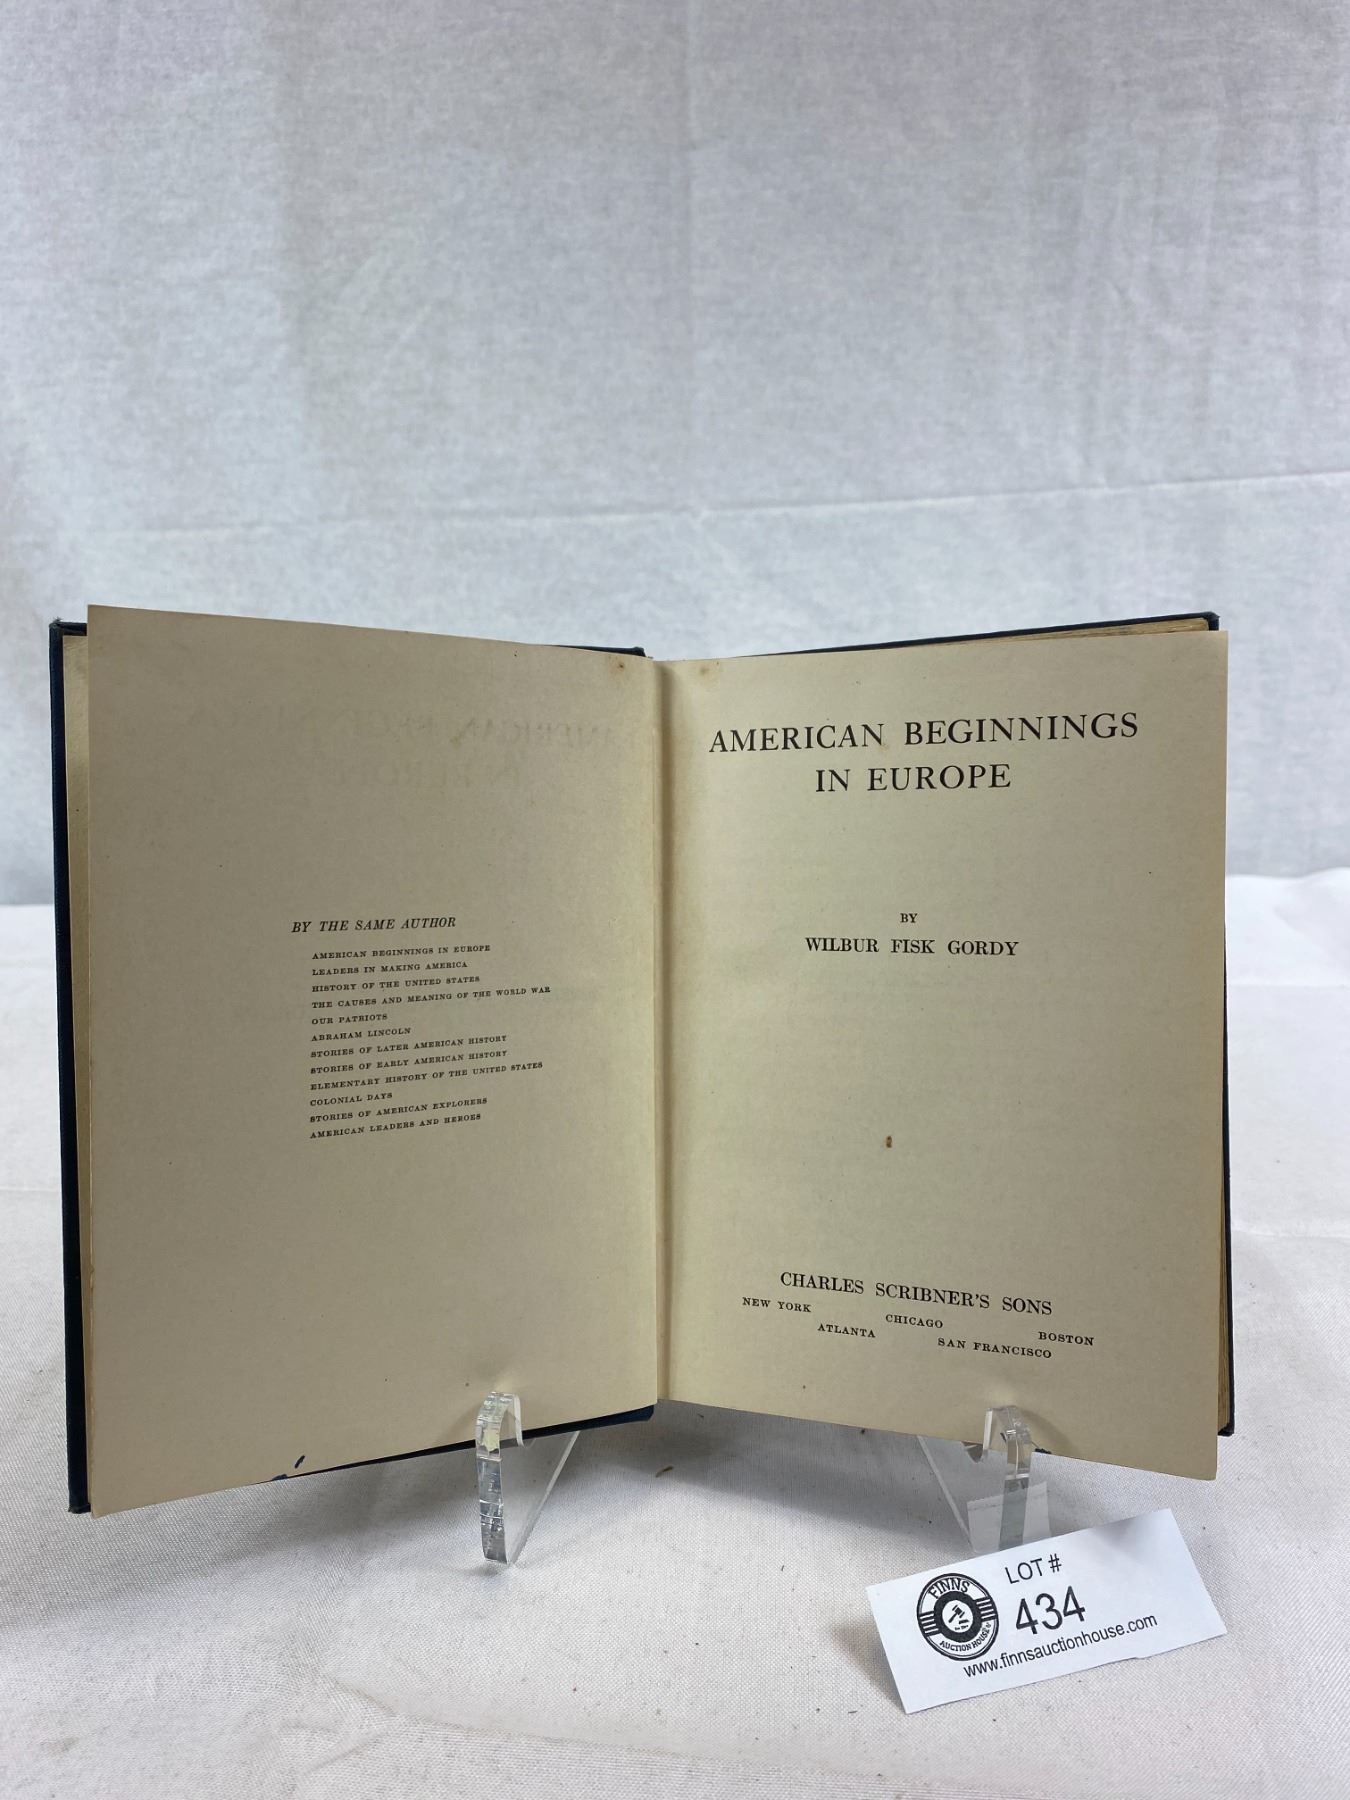 BY THE SAME AUTHOR
AMERICAN BEGINNINGS IN EUROPE
LEADERS IN MAKING AMERICA
HISTORY OF THE UNITED STATES
THE CAUSES AND MEANING OF THE WORLD WAR
OUR PATRIOTS
ABRAHAM LINCOLN
STORIES OF LATER AMERICAN HISTORY
STORIES OF EARLY AMERICAN HISTORY
ELEMENTARY HISTORY OF THE UNITED STATES
COLONIAL DAYS
STORIES OF AMERICAN EXPLORERS
AMERICAN LEADERS AND HEROES
AMERICAN BEGINNINGS
IN EUROPE
BY
WILBUR FISK GORDY
CHARLES SCRIBNER'S SONS
NEW YORK CHICAGO BOSTON
ATLANTA SAN FRANCISCO
LOT #
434
FINNS
AUCTION HOUSE
www.finnsauctionhouse.com